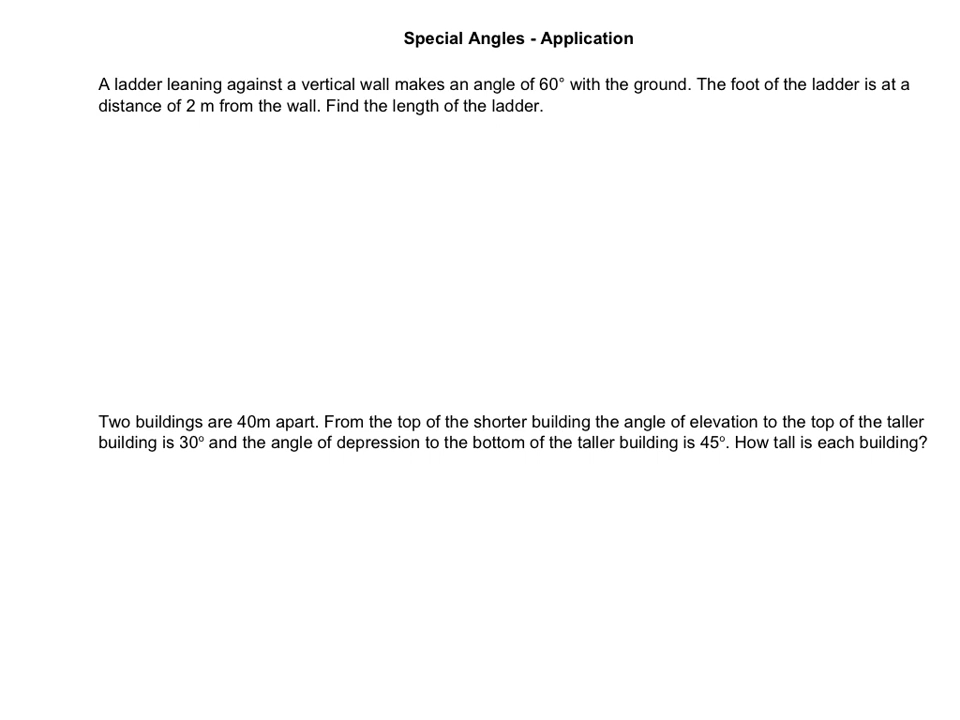 Special Angles - Application
A ladder leaning against a vertical wall makes an angle of 60° with the ground. The foot of the ladder is at a
distance of 2 m from the wall. Find the length of the ladder.
Two buildings are 40m apart. From the top of the shorter building the angle of elevation to the top of the taller
building is 30º and the angle of depression to the bottom of the taller building is 45º. How tall is each building?